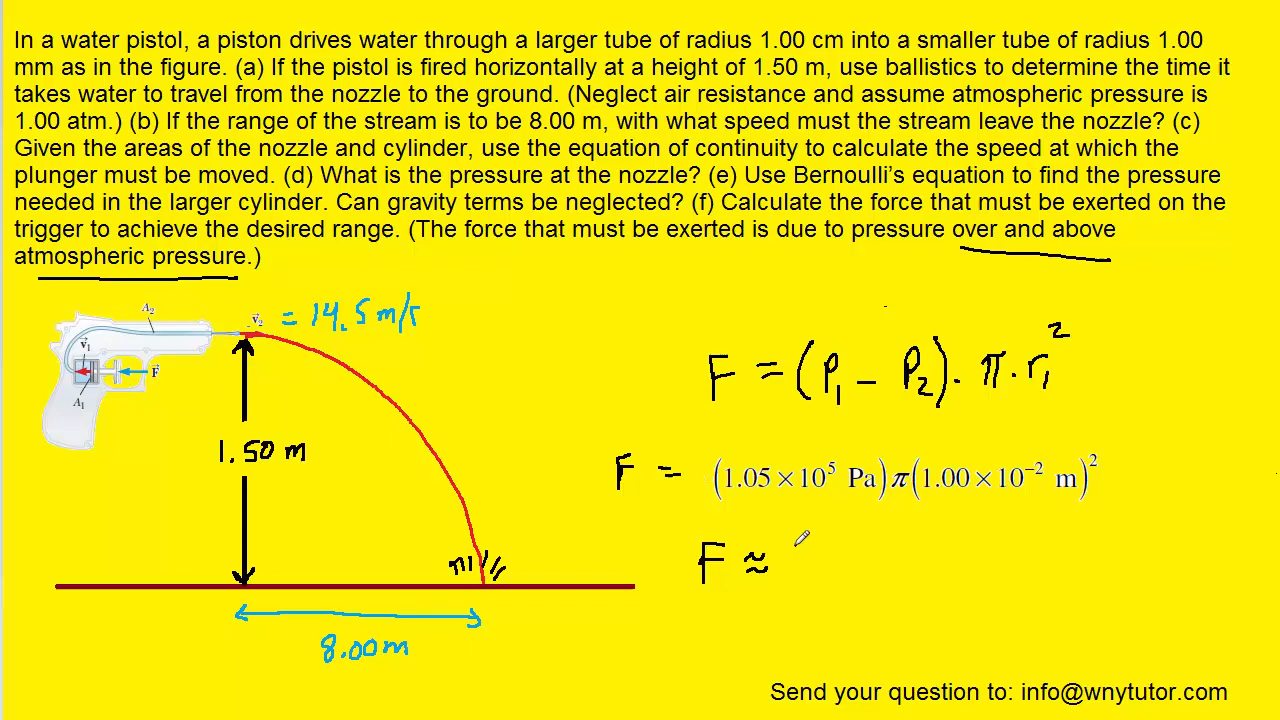 In a water pistol, a piston drives water through a larger tube of radius 1.00 cm into a smaller tube of radius 1.00
mm as in the figure. (a) If the pistol is fired horizontally at a height of 1.50 m, use ballistics to determine the time it
takes water to travel from the nozzle to the ground. (Neglect air resistance and assume atmospheric pressure is
1.00 atm.) (b) If the range of the stream is to be 8.00 m, with what speed must the stream leave the nozzle? (c)
Given the areas of the nozzle and cylinder, use the equation of continuity to calculate the speed at which the
plunger must be moved. (d) What is the pressure at the nozzle? (e) Use Bernoulli's equation to find the pressure
needed in the larger cylinder. Can gravity terms be neglected? (f) Calculate the force that must be exerted on the
trigger to achieve the desired range. (The force that must be exerted is due to pressure over and above
atmospheric pressure.)
A₂
v⃗₂ = 14.5 m/s
v⃗₁
F⃗
A₁
F = (P₁ - P₂) · π · r₁²
1.50 m
F = (1.05 × 10⁵ Pa) π (1.00 × 10⁻² m)²
F ≈
8.00 m
Send your question to: info@wnytutor.com